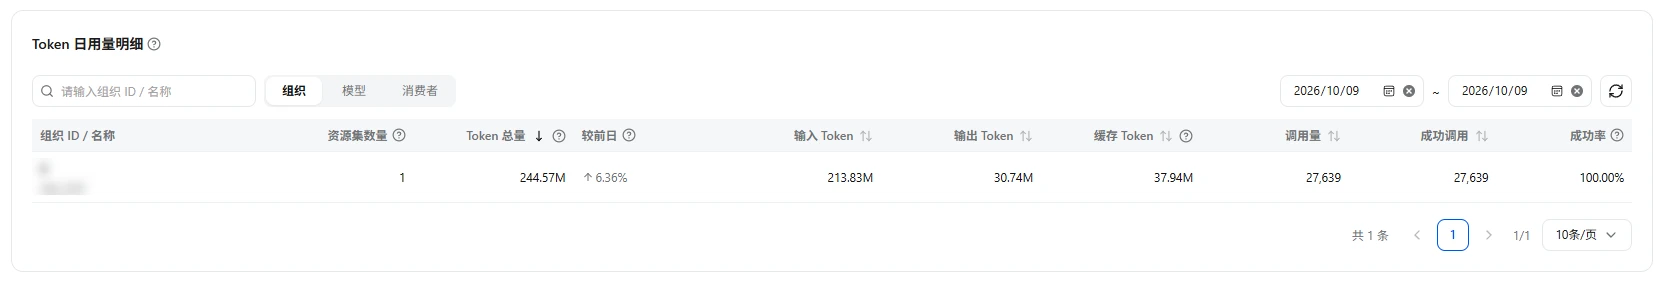 Token 日用量明细
请输入组织 ID / 名称 组织 模型 消费者 2026/10/09 ~ 2026/10/09
组织 ID / 名称 资源集数量 Token 总量 较前日 输入 Token 输出 Token 缓存 Token 调用量 成功调用 成功率
1 244.57M ↑ 6.36% 213.83M 30.74M 37.94M 27,639 27,639 100.00%
共 1 条 < 1 > 1/1 10条/页